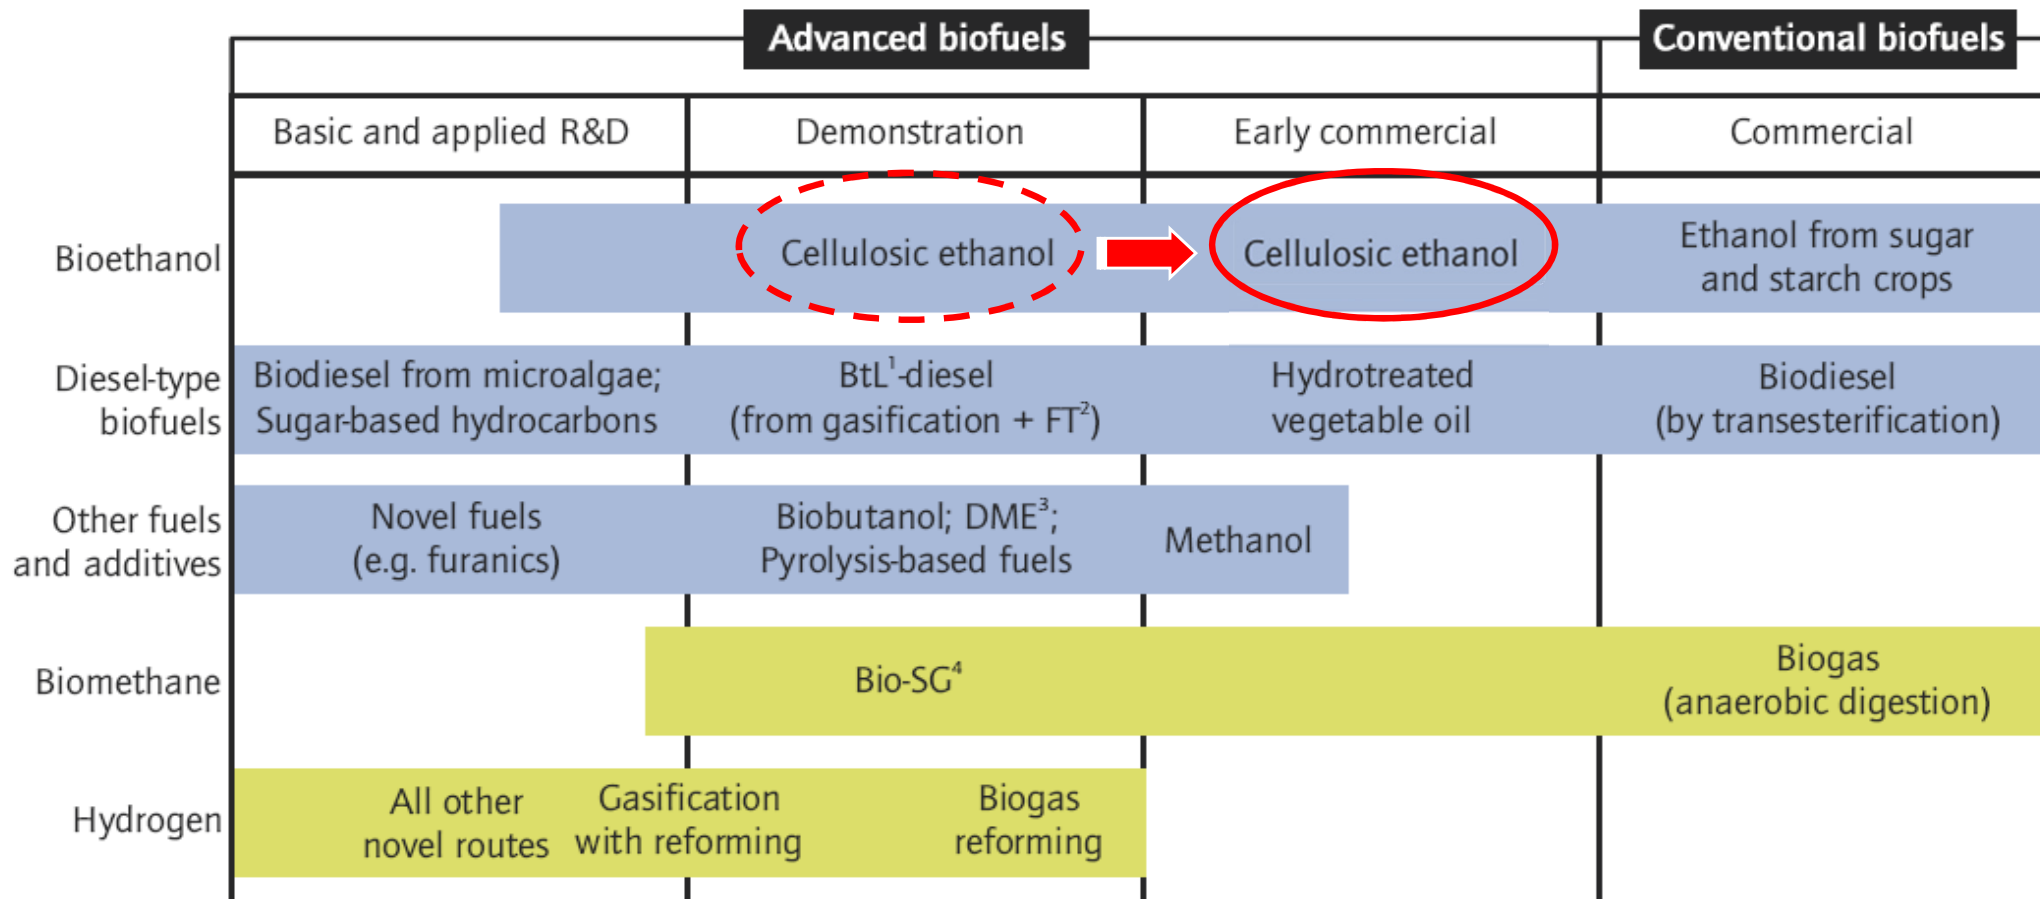 Advanced biofuels
Conventional biofuels
Basic and applied R&D
Demonstration
Early commercial
Commercial
Bioethanol
Cellulosic ethanol
Cellulosic ethanol
Ethanol from sugar
and starch crops
Diesel-type
biofuels
Biodiesel from microalgae;
Sugar-based hydrocarbons
BtL¹-diesel
(from gasification + FT²)
Hydrotreated
vegetable oil
Biodiesel
(by transesterification)
Other fuels
and additives
Novel fuels
(e.g. furanics)
Biobutanol; DME³;
Pyrolysis-based fuels
Methanol
Biomethane
Bio-SG⁴
Biogas
(anaerobic digestion)
Hydrogen
All other
novel routes
Gasification
with reforming
Biogas
reforming